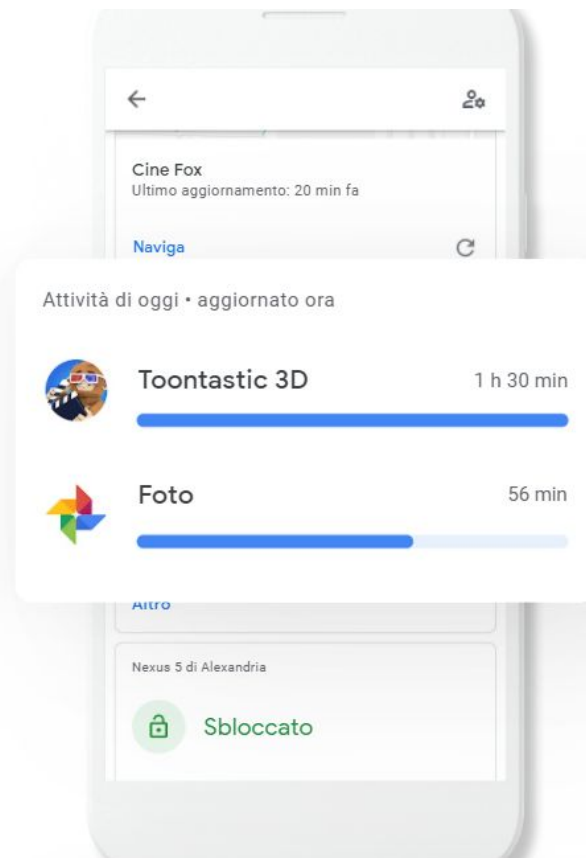 Cine Fox
Ultimo aggiornamento: 20 min fa
Naviga
Attività di oggi • aggiornato ora
Toontastic 3D 1 h 30 min
Foto 56 min
Altro
Nexus 5 di Alexandria
Sbloccato